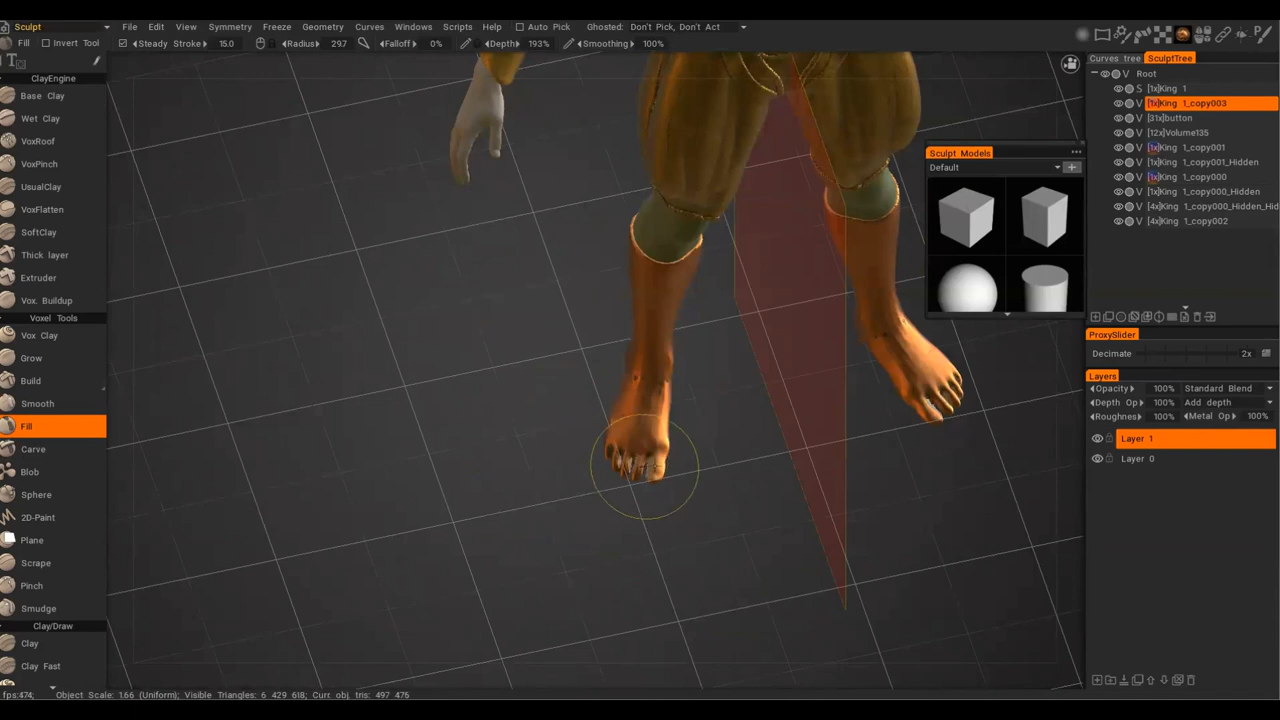 Sculpt File Edit View Symmetry Freeze Geometry Curves Windows Scripts Help Auto Pick Ghosted: Don't Pick, Don't Act
Fill Invert Tool Steady Stroke 15.0 Radius 297 Falloff 0% Depth 193% Smoothing 100%
ClayEngine
Base Clay
Wet Clay
VoxRoof
VoxPinch
UsualClay
VoxFlatten
SoftClay
Thick layer
Extruder
Vox. Buildup
Voxel Tools
Vox Clay
Grow
Build
Smooth
Fill
Carve
Blob
Sphere
2D-Paint
Plane
Scrape
Pinch
Smudge
Clay/Draw
Clay
Clay Fast
Sculpt Models
Default
Curves tree SculptTree
V Root
S [1x]King 1
V [1x]King 1_copy003
V [31x]button
V [12x]Volume135
V [1x]King 1_copy001
V [1x]King 1_copy001_Hidden
V [1x]King 1_copy000
V [1x]King 1_copy000_Hidden
V [4x]King 1_copy000_Hidden_Hid
V [1x]King 1_copy002
ProxySlider
Decimate 2x
Layers
Opacity 100% Standard Blend
Depth Op 100% Add depth
Roughnes 100% Metal Op 100%
Layer 1
Layer 0
fps:474; Object Scale: 1.66 (Uniform); Visible Triangles: 6 429 618; Curr. obj. tris: 497 475